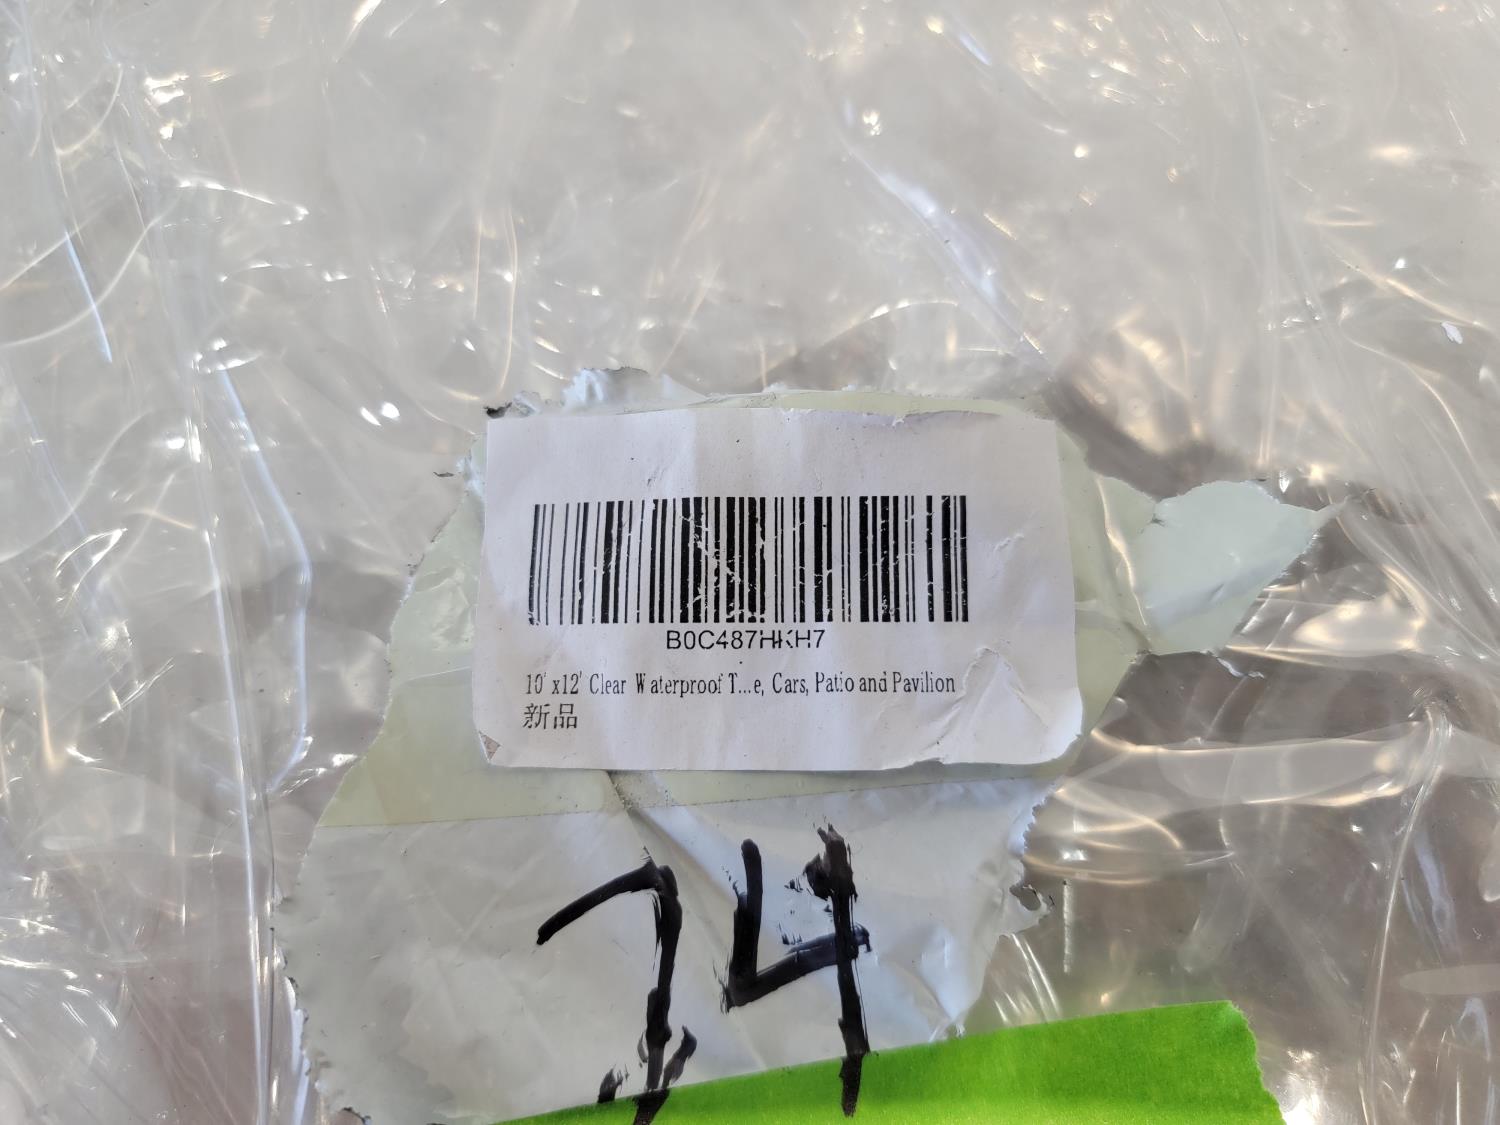 B0C487HKH7
10' x12' Clear Waterproof T...e, Cars, Patio and Pavilion
新品
74